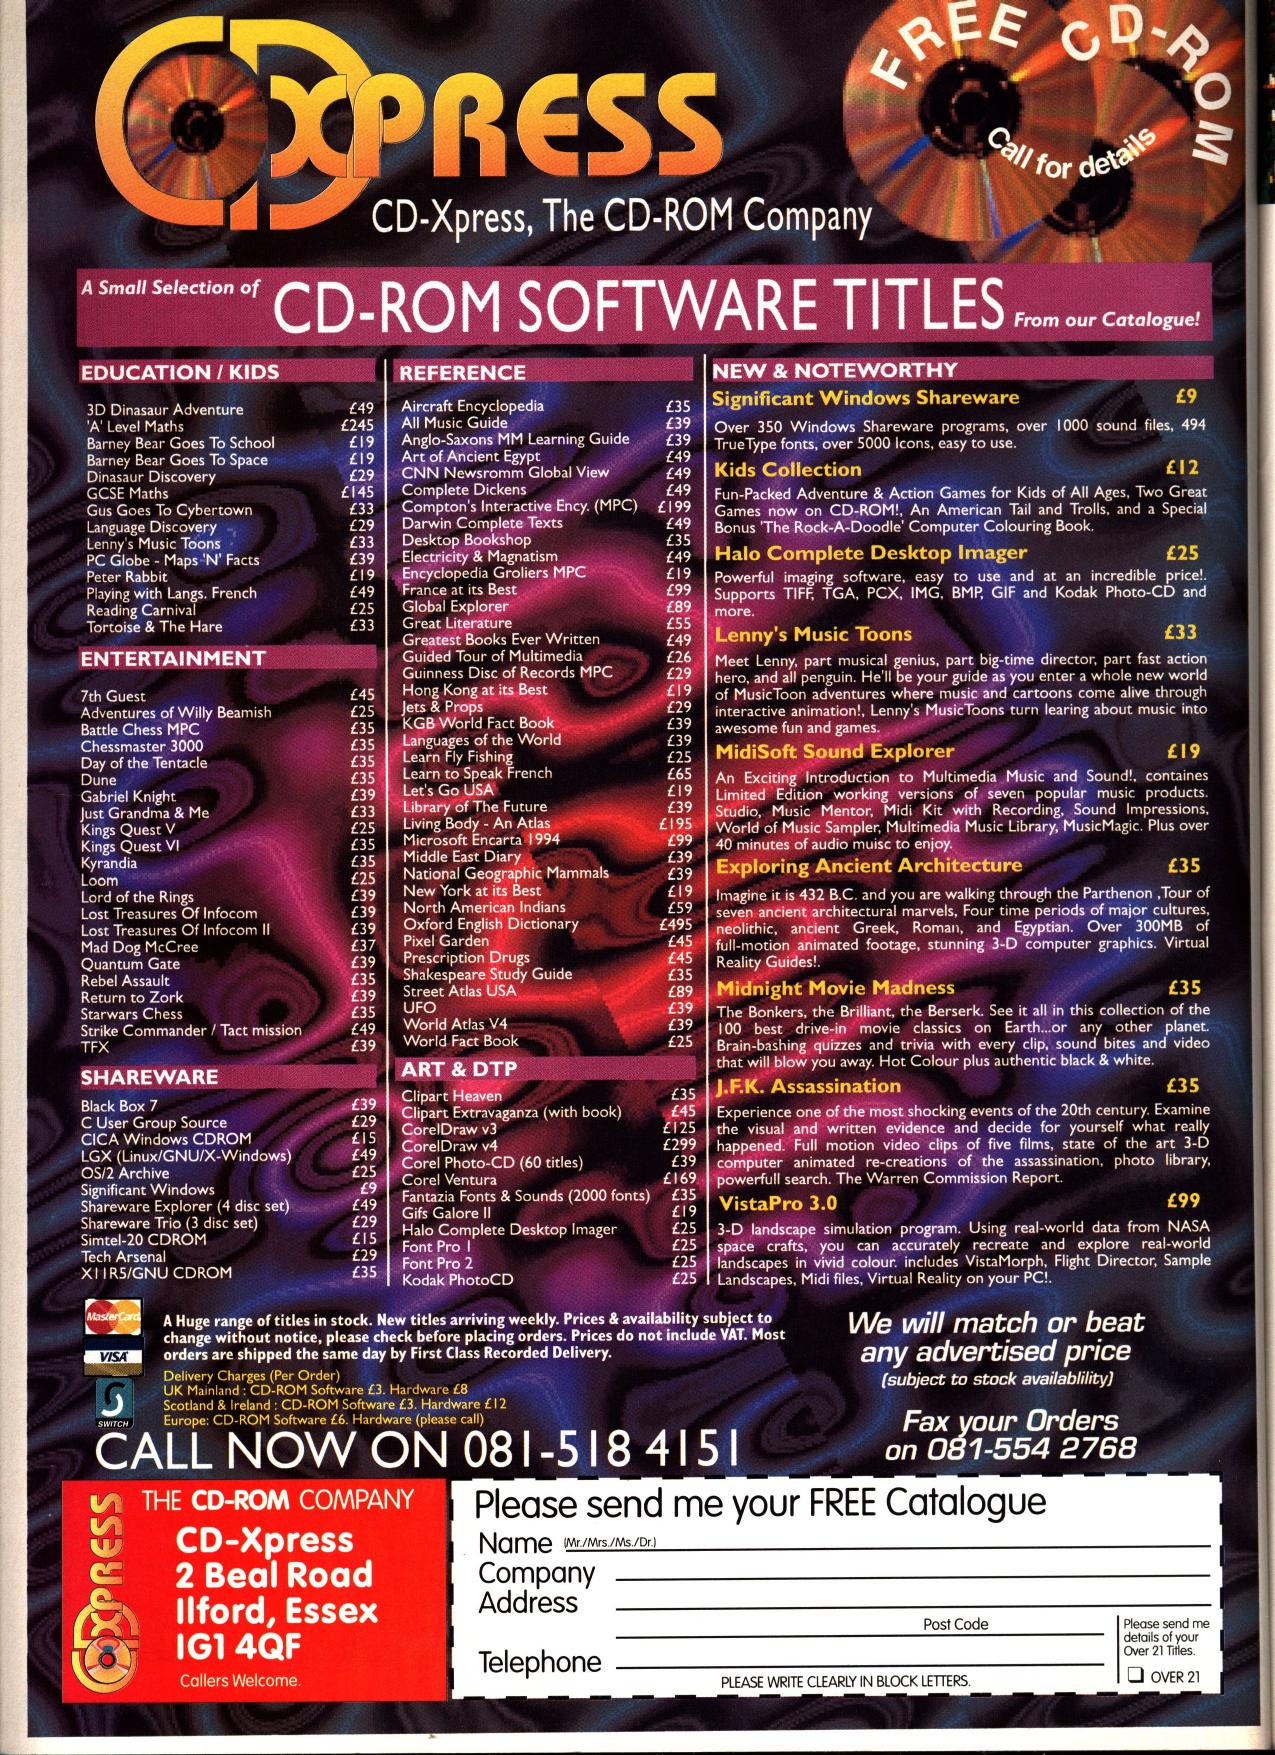 CDXPRESS
CD-Xpress, The CD-ROM Company
FREE CD-ROM
Call for details
A Small Selection of CD-ROM SOFTWARE TITLES From our Catalogue!
EDUCATION / KIDS
3D Dinasaur Adventure £49
'A' Level Maths £245
Barney Bear Goes To School £19
Barney Bear Goes To Space £19
Dinasaur Discovery £29
GCSE Maths £145
Gus Goes To Cybertown £33
Language Discovery £29
Lenny's Music Toons £33
PC Globe - Maps 'N' Facts £39
Peter Rabbit £19
Playing with Langs. French £49
Reading Carnival £25
Tortoise & The Hare £33
ENTERTAINMENT
7th Guest £45
Adventures of Willy Beamish £25
Battle Chess MPC £35
Chessmaster 3000 £35
Day of the Tentacle £35
Dune £35
Gabriel Knight £39
Just Grandma & Me £33
Kings Quest V £25
Kings Quest VI £35
Kyrandia £35
Loom £25
Lord of the Rings £39
Lost Treasures Of Infocom £39
Lost Treasures Of Infocom II £39
Mad Dog McCree £37
Quantum Gate £39
Rebel Assault £35
Return to Zork £39
Starwars Chess £35
Strike Commander / Tact mission £49
TFX £39
SHAREWARE
Black Box 7 £39
C User Group Source £29
CICA Windows CDROM £15
LGX (Linux/GNU/X-Windows) £49
OS/2 Archive £25
Significant Windows £9
Shareware Explorer (4 disc set) £49
Shareware Trio (3 disc set) £29
Simtel-20 CDROM £15
Tech Arsenal £29
X11R5/GNU CDROM £35
REFERENCE
Aircraft Encyclopedia £35
All Music Guide £39
Anglo-Saxons MM Learning Guide £39
Art of Ancient Egypt £49
CNN Newsromm Global View £49
Complete Dickens £49
Compton's Interactive Ency. (MPC) £199
Darwin Complete Texts £49
Desktop Bookshop £35
Electricity & Magnatism £49
Encyclopedia Groliers MPC £19
France at its Best £99
Global Explorer £89
Great Literature £55
Greatest Books Ever Written £49
Guided Tour of Multimedia £26
Guinness Disc of Records MPC £29
Hong Kong at its Best £19
Jets & Props £29
KGB World Fact Book £39
Languages of the World £39
Learn Fly Fishing £25
Learn to Speak French £65
Let's Go USA £19
Library of The Future £39
Living Body - An Atlas £195
Microsoft Encarta 1994 £99
Middle East Diary £39
National Geographic Mammals £39
New York at its Best £19
North American Indians £59
Oxford English Dictionary £495
Pixel Garden £45
Prescription Drugs £45
Shakespeare Study Guide £35
Street Atlas USA £89
UFO £39
World Atlas V4 £39
World Fact Book £25
ART & DTP
Clipart Heaven £35
Clipart Extravaganza (with book) £45
CorelDraw v3 £125
CorelDraw v4 £299
Corel Photo-CD (60 titles) £39
Corel Ventura £169
Fantazia Fonts & Sounds (2000 fonts) £35
Gifs Galore II £19
Halo Complete Desktop Imager £25
Font Pro 1 £25
Font Pro 2 £25
Kodak PhotoCD £25
NEW & NOTEWORTHY
Significant Windows Shareware £9
Over 350 Windows Shareware programs, over 1000 sound files, 494
TrueType fonts, over 5000 Icons, easy to use.
Kids Collection £12
Fun-Packed Adventure & Action Games for Kids of All Ages, Two Great
Games now on CD-ROM!, An American Tail and Trolls, and a Special
Bonus 'The Rock-A-Doodle' Computer Colouring Book.
Halo Complete Desktop Imager £25
Powerful imaging software, easy to use and at an incredible price!.
Supports TIFF, TGA, PCX, IMG, BMP, GIF and Kodak Photo-CD and
more.
Lenny's Music Toons £33
Meet Lenny, part musical genius, part big-time director, part fast action
hero, and all penguin. He'll be your guide as you enter a whole new world
of MusicToon adventures where music and cartoons come alive through
interactive animation!, Lenny's MusicToons turn learing about music into
awesome fun and games.
MidiSoft Sound Explorer £19
An Exciting Introduction to Multimedia Music and Sound!, containes
Limited Edition working versions of seven popular music products.
Studio, Music Mentor, Midi Kit with Recording, Sound Impressions,
World of Music Sampler, Multimedia Music Library, MusicMagic. Plus over
40 minutes of audio muisc to enjoy.
Exploring Ancient Architecture £35
Imagine it is 432 B.C. and you are walking through the Parthenon ,Tour of
seven ancient architectural marvels, Four time periods of major cultures,
neolithic, ancient Greek, Roman, and Egyptian. Over 300MB of
full-motion animated footage, stunning 3-D computer graphics. Virtual
Reality Guides!.
Midnight Movie Madness £35
The Bonkers, the Brilliant, the Berserk. See it all in this collection of the
100 best drive-in movie classics on Earth...or any other planet.
Brain-bashing quizzes and trivia with every clip, sound bites and video
that will blow you away. Hot Colour plus authentic black & white.
J.F.K. Assassination £35
Experience one of the most shocking events of the 20th century. Examine
the visual and written evidence and decide for yourself what really
happened. Full motion video clips of five films, state of the art 3-D
computer animated re-creations of the assassination, photo library,
powerfull search. The Warren Commission Report.
VistaPro 3.0 £99
3-D landscape simulation program. Using real-world data from NASA
space crafts, you can accurately recreate and explore real-world
landscapes in vivid colour. includes VistaMorph, Flight Director, Sample
Landscapes, Midi files, Virtual Reality on your PC!.
MasterCard
VISA
SWITCH
A Huge range of titles in stock. New titles arriving weekly. Prices & availability subject to
change without notice, please check before placing orders. Prices do not include VAT. Most
orders are shipped the same day by First Class Recorded Delivery.
Delivery Charges (Per Order)
UK Mainland : CD-ROM Software £3. Hardware £8
Scotland & Ireland : CD-ROM Software £3. Hardware £12
Europe: CD-ROM Software £6. Hardware (please call)
We will match or beat
any advertised price
(subject to stock availablility)
Fax your Orders
on 081-554 2768
CALL NOW ON 081-518 4151
CDXPRESS
THE CD-ROM COMPANY
CD-Xpress
2 Beal Road
Ilford, Essex
IG1 4QF
Callers Welcome.
Please send me your FREE Catalogue
Name (Mr./Mrs./Ms./Dr.)
Company
Address
Post Code
Telephone
PLEASE WRITE CLEARLY IN BLOCK LETTERS.
Please send me
details of your
Over 21 Titles.
OVER 21